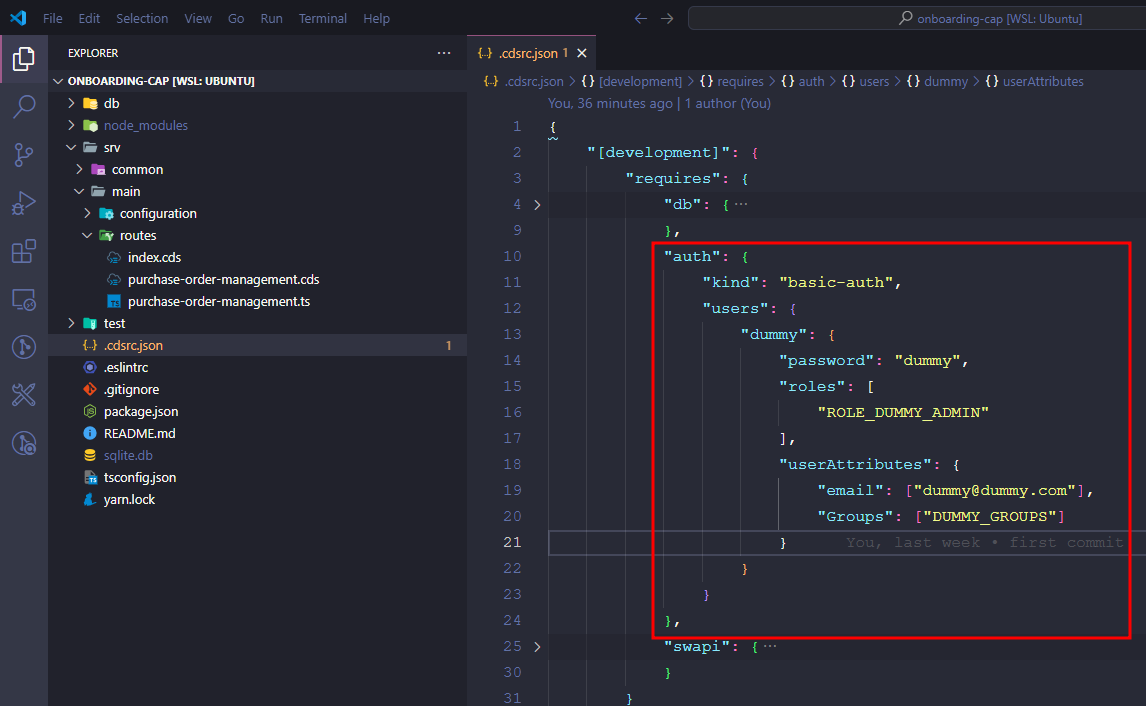 File Edit Selection View Go Run Terminal Help
onboarding-cap [WSL: Ubuntu]
EXPLORER
ONBOARDING-CAP [WSL: UBUNTU]
db
node_modules
srv
common
main
configuration
routes
index.cds
purchase-order-management.cds
TS purchase-order-management.ts
test
{..} .cdsrc.json 1
.eslintrc
.gitignore
package.json
README.md
sqlite.db
tsconfig.json
yarn.lock
{..} .cdsrc.json 1
{..} .cdsrc.json > {} [development] > {} requires > {} auth > {} users > {} dummy > {} userAttributes
You, 36 minutes ago | 1 author (You)
1 {
2 "[development]": {
3 "requires": {
4 "db": { ...
9 },
10 "auth": {
11 "kind": "basic-auth",
12 "users": {
13 "dummy": {
14 "password": "dummy",
15 "roles": [
16 "ROLE_DUMMY_ADMIN"
17 ],
18 "userAttributes": {
19 "email": ["dummy@dummy.com"],
20 "Groups": ["DUMMY_GROUPS"]
21 } You, last week • first commit
22 }
23 }
24 },
25 "swapi": { ...
30 }
31 }